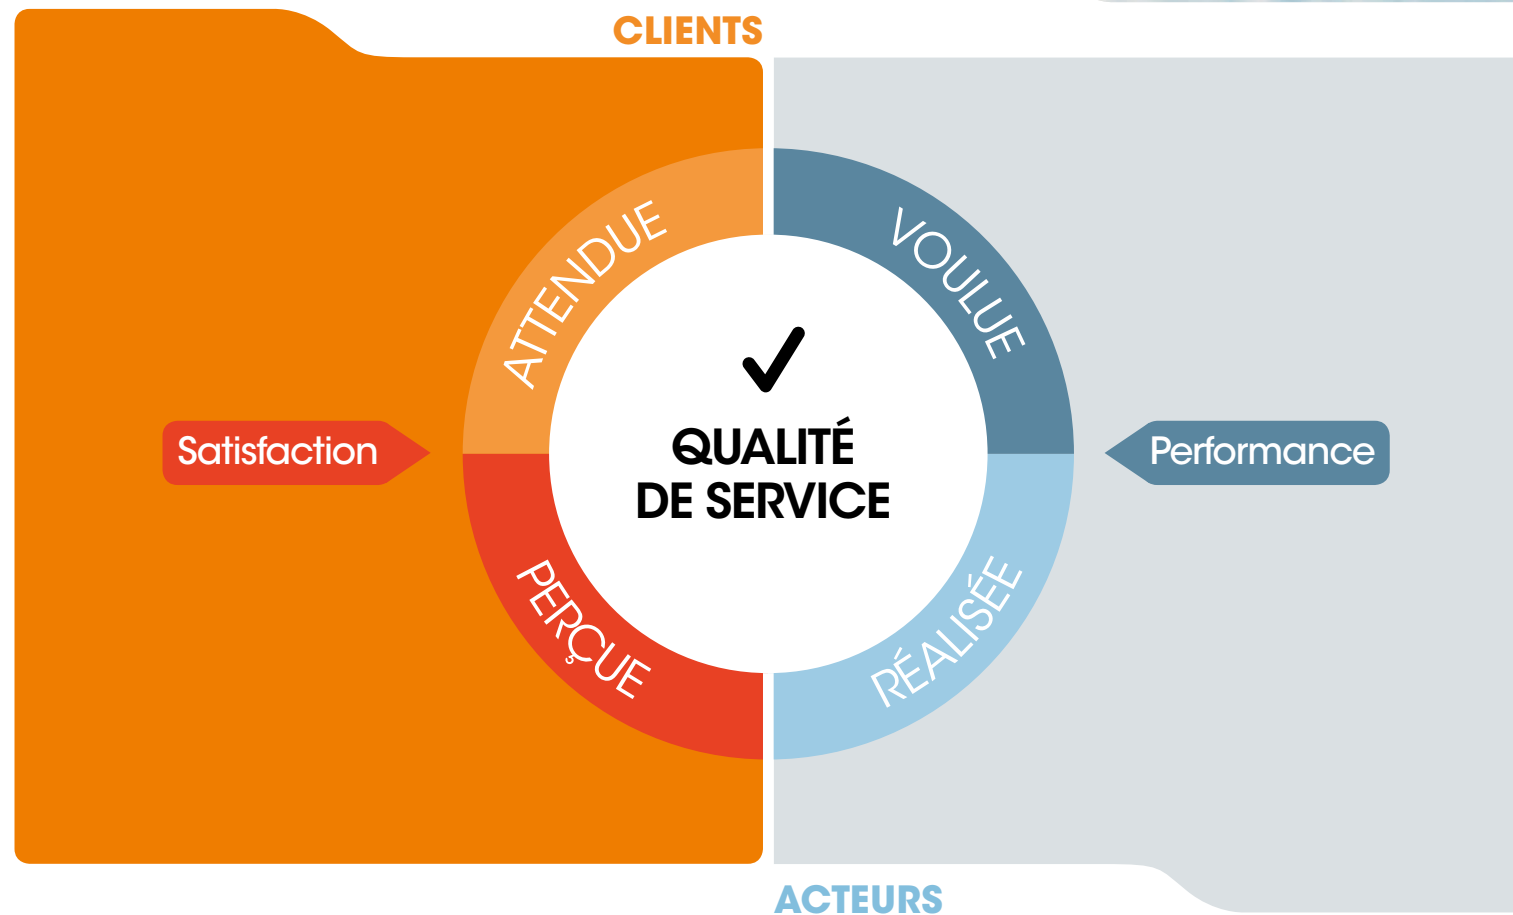 CLIENTS
ATTENDUE
VOULUE
Satisfaction
QUALITÉ
DE SERVICE
Performance
PERÇUE
RÉALISÉE
ACTEURS